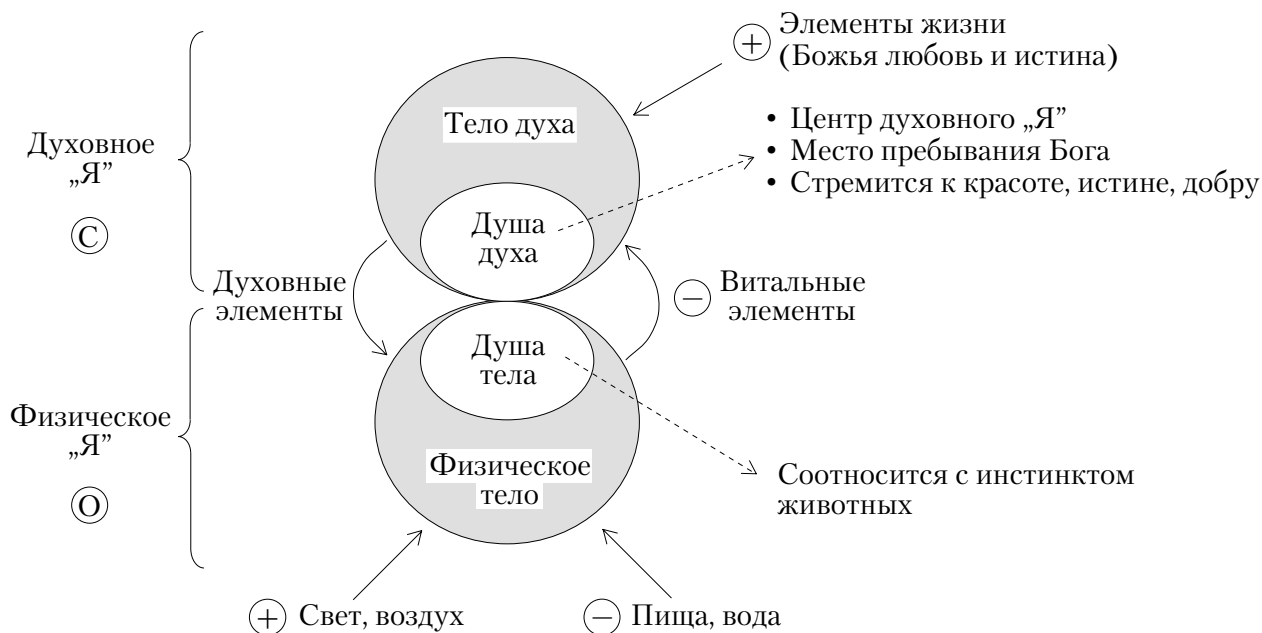 + Элементы жизни
(Божья любовь и истина)
Тело духа
• Центр духовного „Я”
• Место пребывания Бога
• Стремится к красоте, истине, добру
Духовное
„Я”
С
Душа
духа
Духовные
элементы
− Витальные
элементы
Душа
тела
Физическое
„Я”
О
Физическое
тело
Соотносится с инстинктом
животных
+ Свет, воздух
− Пища, вода